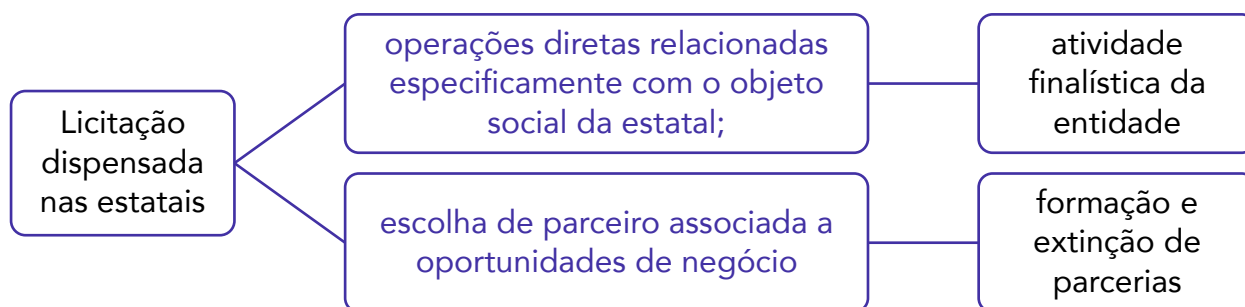 Licitação
dispensada
nas estatais
operações diretas relacionadas
especificamente com o objeto
social da estatal;
atividade
finalística da
entidade
escolha de parceiro associada a
oportunidades de negócio
formação e
extinção de
parcerias